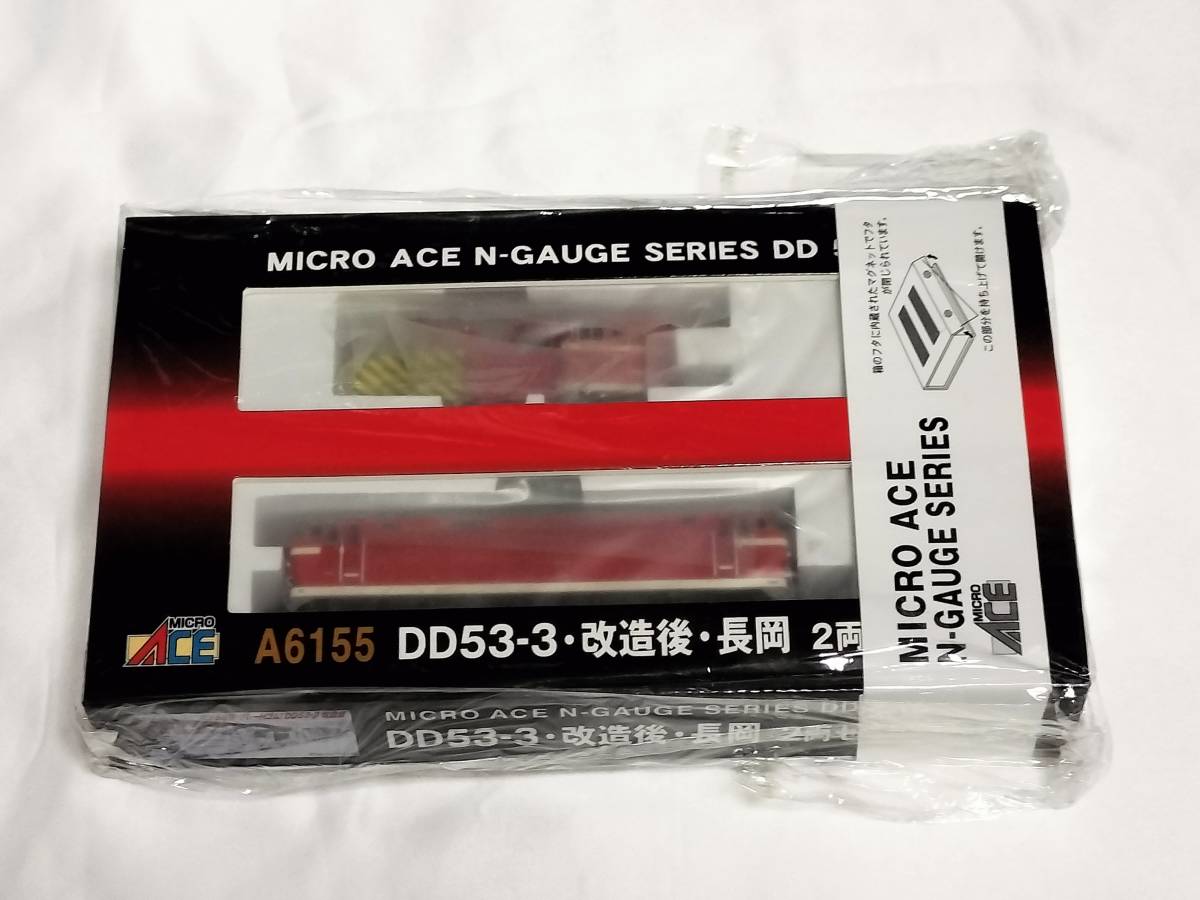 MICRO ACE N-GAUGE SERIES DD 5
箱のフタに内蔵されたマグネットでフタ
が閉じられています。
この部分を持ち上げて開けます。
MICRO ACE
N-GAUGE SERIES
MICRO
ACE
MICRO
ACE
A6155 DD53-3・改造後・長岡 2両
MICRO ACE N-GAUGE SERIES DD
DD53-3・改造後・長岡 2両セ